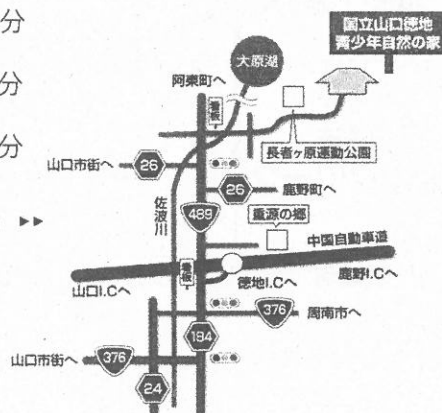 分
分
分
▶▶
国立山口徳地
青少年自然の家
大原湖
阿東町へ
看板
長者ヶ原運動公園
山口市街へ
26
26
鹿野町へ
佐波川
489
重源の郷
中国自動車道
看板
山口I.Cへ
徳地I.C
鹿野I.Cへ
376
周南市へ
184
山口市街へ
376
24